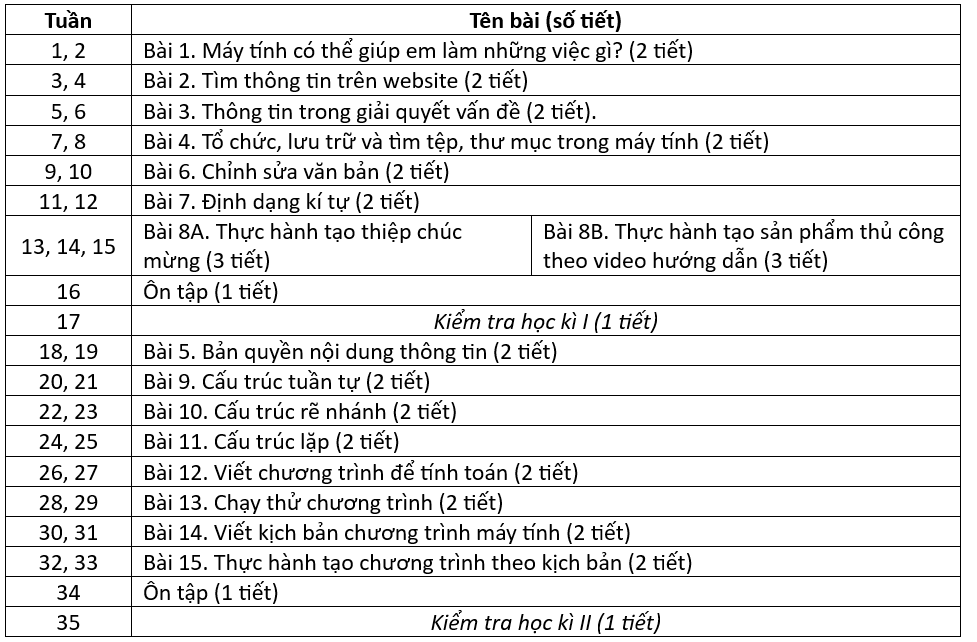 Tuần Tên bài (số tiết)
1, 2 Bài 1. Máy tính có thể giúp em làm những việc gì? (2 tiết)
3, 4 Bài 2. Tìm thông tin trên website (2 tiết)
5, 6 Bài 3. Thông tin trong giải quyết vấn đề (2 tiết).
7, 8 Bài 4. Tổ chức, lưu trữ và tìm tệp, thư mục trong máy tính (2 tiết)
9, 10 Bài 6. Chỉnh sửa văn bản (2 tiết)
11, 12 Bài 7. Định dạng kí tự (2 tiết)
13, 14, 15
Bài 8A. Thực hành tạo thiệp chúc
mừng (3 tiết)
Bài 8B. Thực hành tạo sản phẩm thủ công
theo video hướng dẫn (3 tiết)
16 Ôn tập (1 tiết)
17 Kiểm tra học kì I (1 tiết)
18, 19 Bài 5. Bản quyền nội dung thông tin (2 tiết)
20, 21 Bài 9. Cấu trúc tuần tự (2 tiết)
22, 23 Bài 10. Cấu trúc rẽ nhánh (2 tiết)
24, 25 Bài 11. Cấu trúc lặp (2 tiết)
26, 27 Bài 12. Viết chương trình để tính toán (2 tiết)
28, 29 Bài 13. Chạy thử chương trình (2 tiết)
30, 31 Bài 14. Viết kịch bản chương trình máy tính (2 tiết)
32, 33 Bài 15. Thực hành tạo chương trình theo kịch bản (2 tiết)
34 Ôn tập (1 tiết)
35 Kiểm tra học kì II (1 tiết)